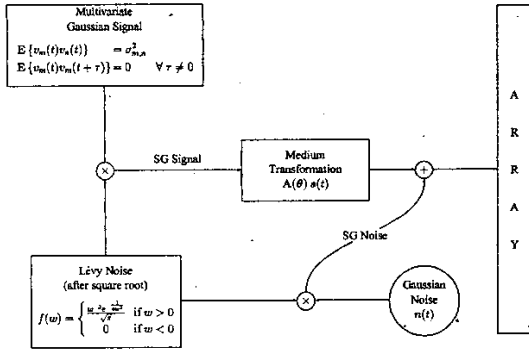 Multivariate
Gaussian Signal
E {v_m(t)v_n(t)} = σ²_{m,n}
E {v_m(t)v_m(t + τ)} = 0 ∀ τ ≠ 0
SG Signal
Medium
Transformation
A(θ) s(t)
A
R
R
A
Y
SG Noise
Lévy Noise
(after square root)
f(w) = {
if w > 0
0 if w < 0
Gaussian
Noise
n(t)